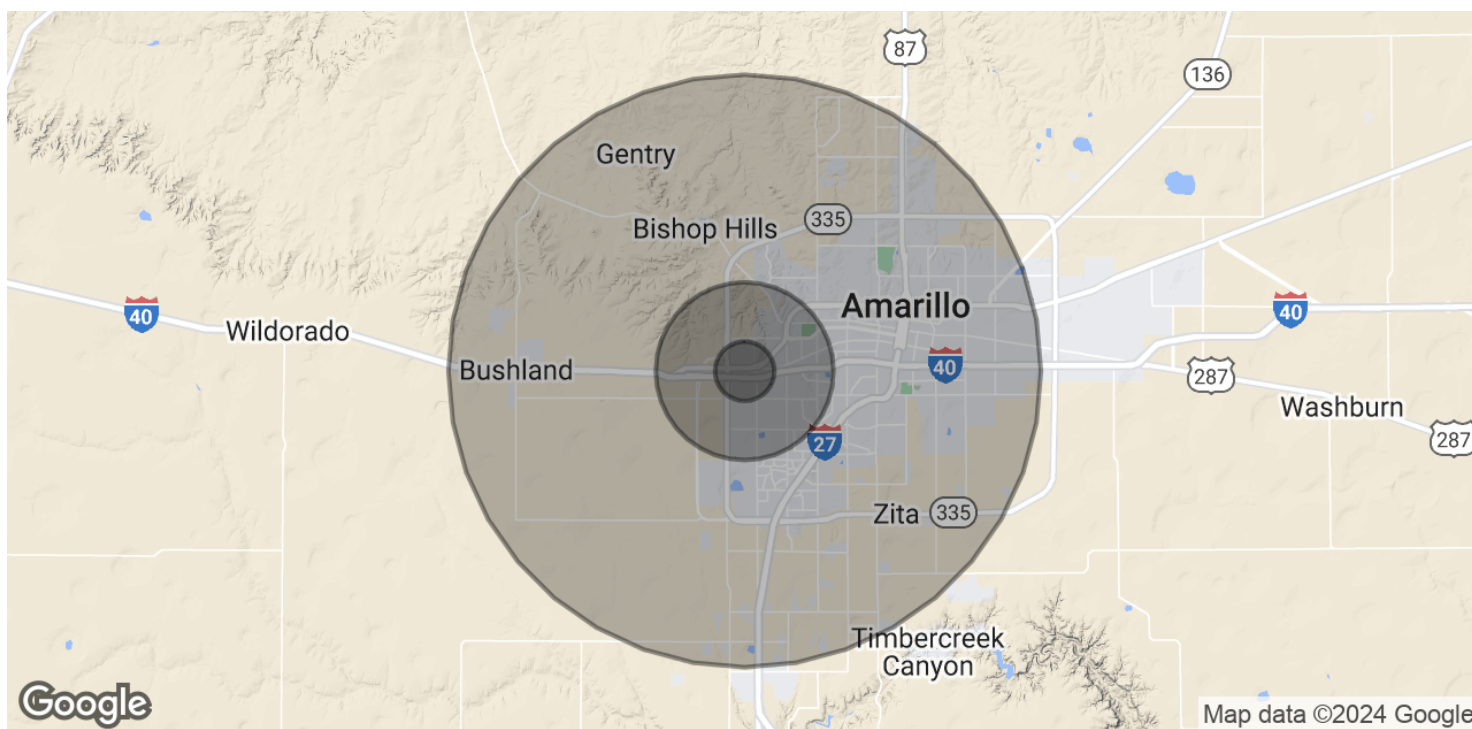 87
136
Gentry
335
Bishop Hills
Amarillo
40
40
Wildorado
Bushland
40
287
Washburn
287
27
Zita
335
Timbercreek
Canyon
Google
Map data ©2024 Google